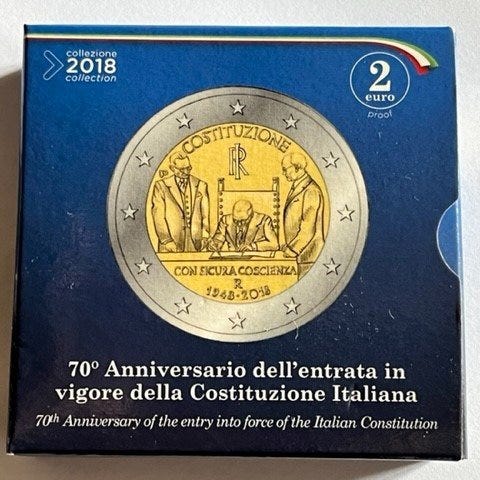 collezione
2018
collection
2
euro
proof
COSTITUZIONE
RI
CON SICURA COSCIENZA
R
1948·2018
70º Anniversario dell'entrata in
vigore della Costituzione Italiana
70th Anniversary of the entry into force of the Italian Constitution